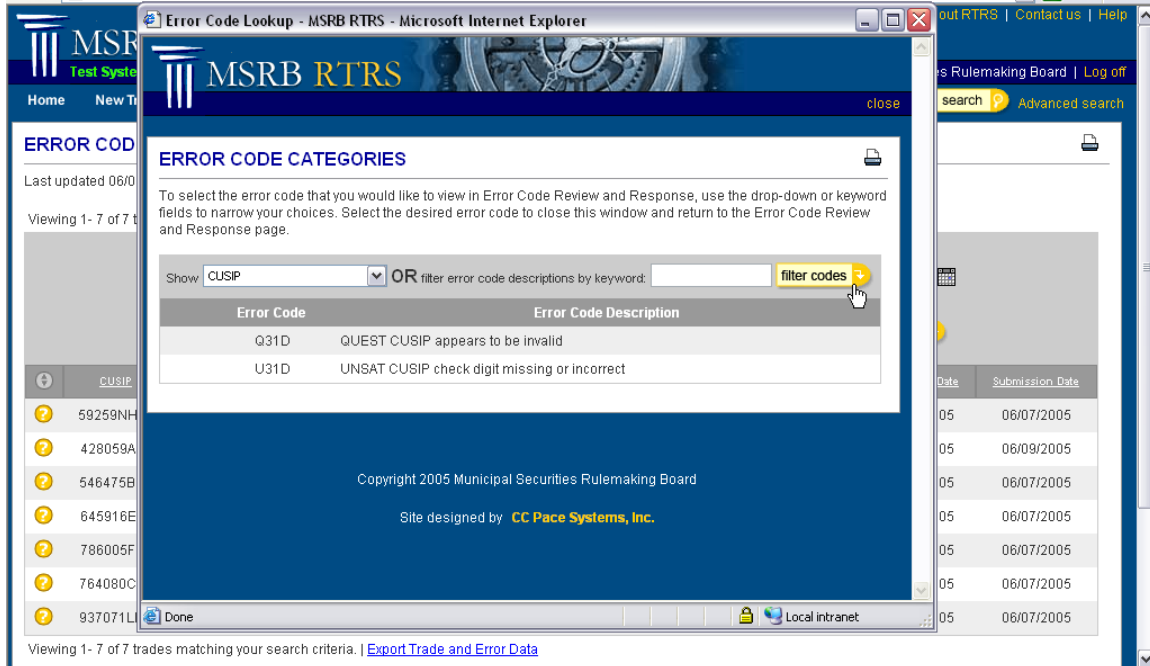 Error Code Lookup - MSRB RTRS - Microsoft Internet Explorer
out RTRS | Contact us | Help
MSR
Test Syste
s Rulemaking Board | Log off
Home New Tr
search
Advanced search
MSRB RTRS
close
ERROR COD
Last updated 06/0
Viewing 1- 7 of 7 t
ERROR CODE CATEGORIES
To select the error code that you would like to view in Error Code Review and Response, use the drop-down or keyword
fields to narrow your choices. Select the desired error code to close this window and return to the Error Code Review
and Response page.
Show CUSIP OR filter error code descriptions by keyword: filter codes
Error Code Error Code Description
Q31D QUEST CUSIP appears to be invalid
U31D UNSAT CUSIP check digit missing or incorrect
Copyright 2005 Municipal Securities Rulemaking Board
Site designed by CC Pace Systems, Inc.
Done Local intranet
CUSIP Date Submission Date
59259NH 05 06/07/2005
428059A 05 06/09/2005
546475B 05 06/07/2005
645916E 05 06/07/2005
786005F 05 06/07/2005
764080C 05 06/07/2005
937071L 05 06/07/2005
Viewing 1- 7 of 7 trades matching your search criteria. | Export Trade and Error Data